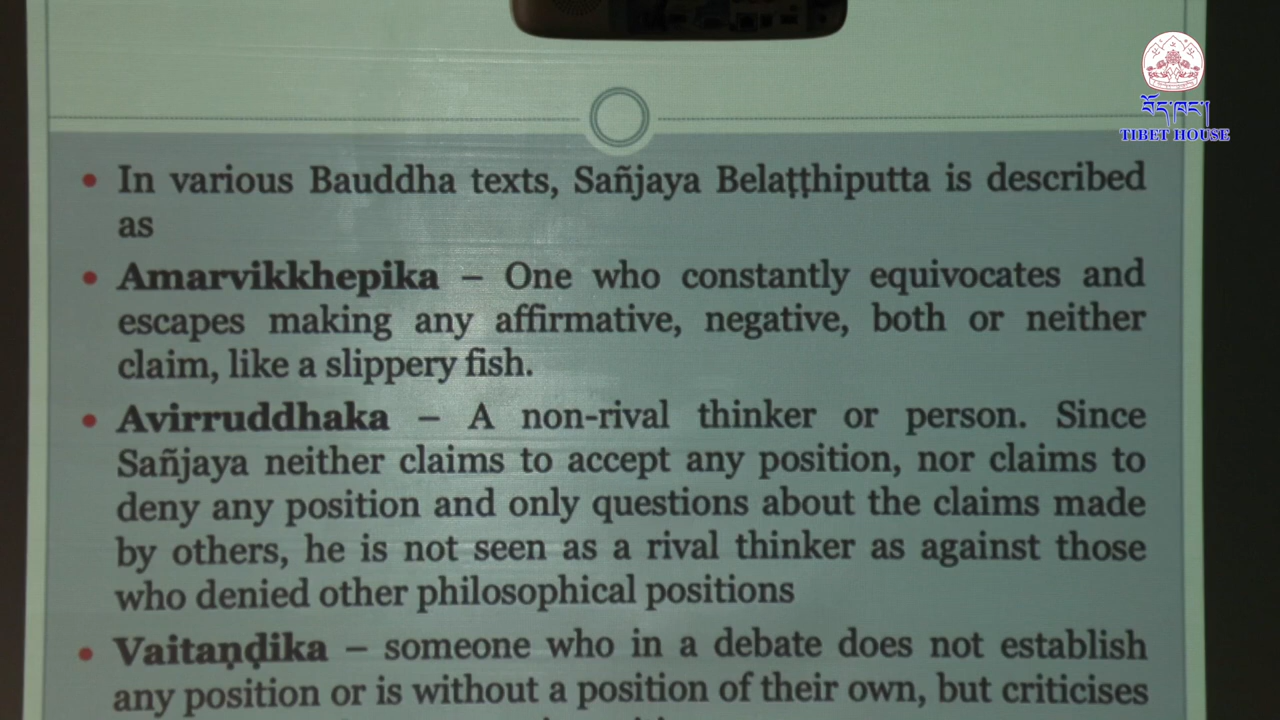 བོད་ཁང་།
TIBET HOUSE
• In various Bauddha texts, Sañjaya Belaṭṭhiputta is described
as
• Amarvikkhepika – One who constantly equivocates and
escapes making any affirmative, negative, both or neither
claim, like a slippery fish.
• Avirruddhaka – A non-rival thinker or person. Since
Sañjaya neither claims to accept any position, nor claims to
deny any position and only questions about the claims made
by others, he is not seen as a rival thinker as against those
who denied other philosophical positions
• Vaitaṇḍika – someone who in a debate does not establish
any position or is without a position of their own, but criticises